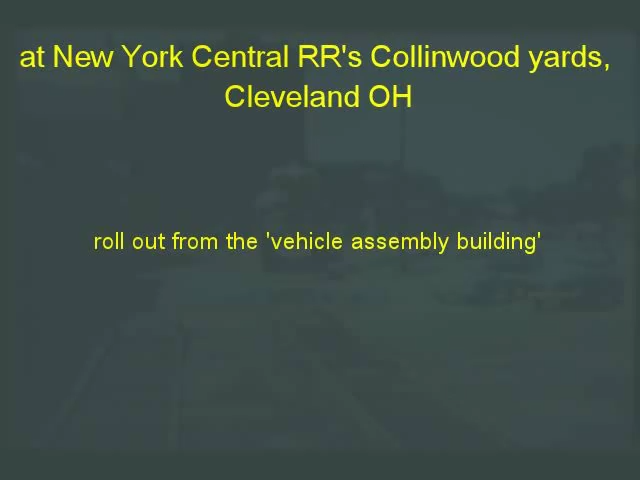 at New York Central RR's Collinwood yards,
Cleveland OH
roll out from the 'vehicle assembly building'